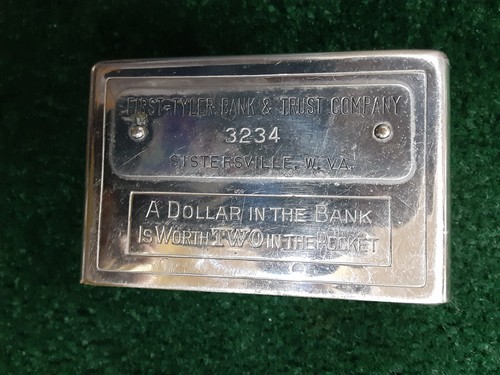 FIRST-TYLER BANK & TRUST COMPANY
3234
SISTERSVILLE, W. VA.
A DOLLAR IN THE BANK
IS WORTH TWO IN THE POCKET